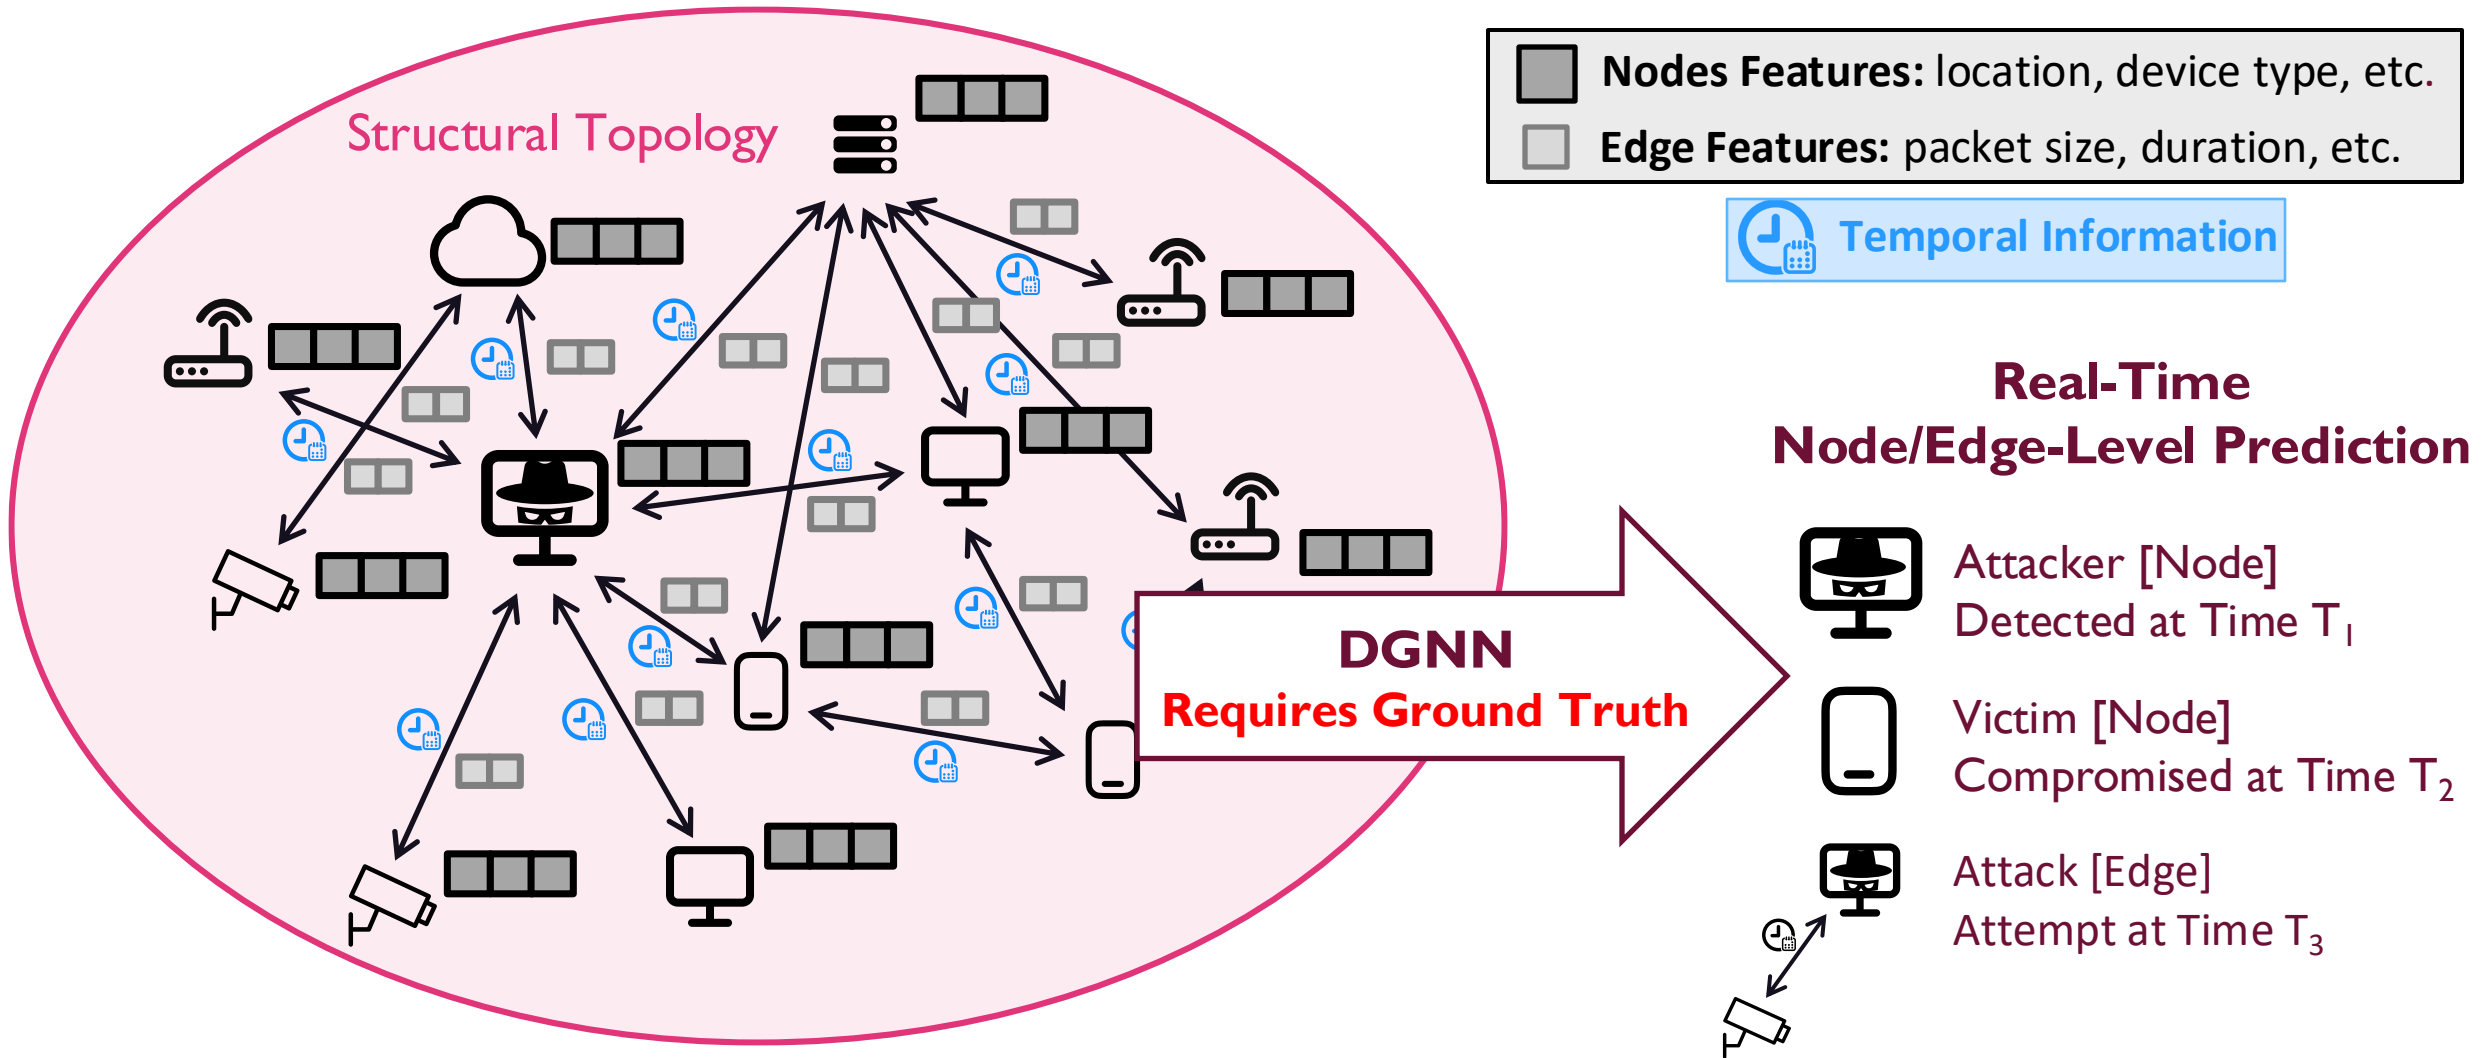 Structural Topology
Nodes Features: location, device type, etc.
Edge Features: packet size, duration, etc.
Temporal Information
Real-Time
Node/Edge-Level Prediction
DGNN
Requires Ground Truth
Attacker [Node]
Detected at Time T1
Victim [Node]
Compromised at Time T2
Attack [Edge]
Attempt at Time T3